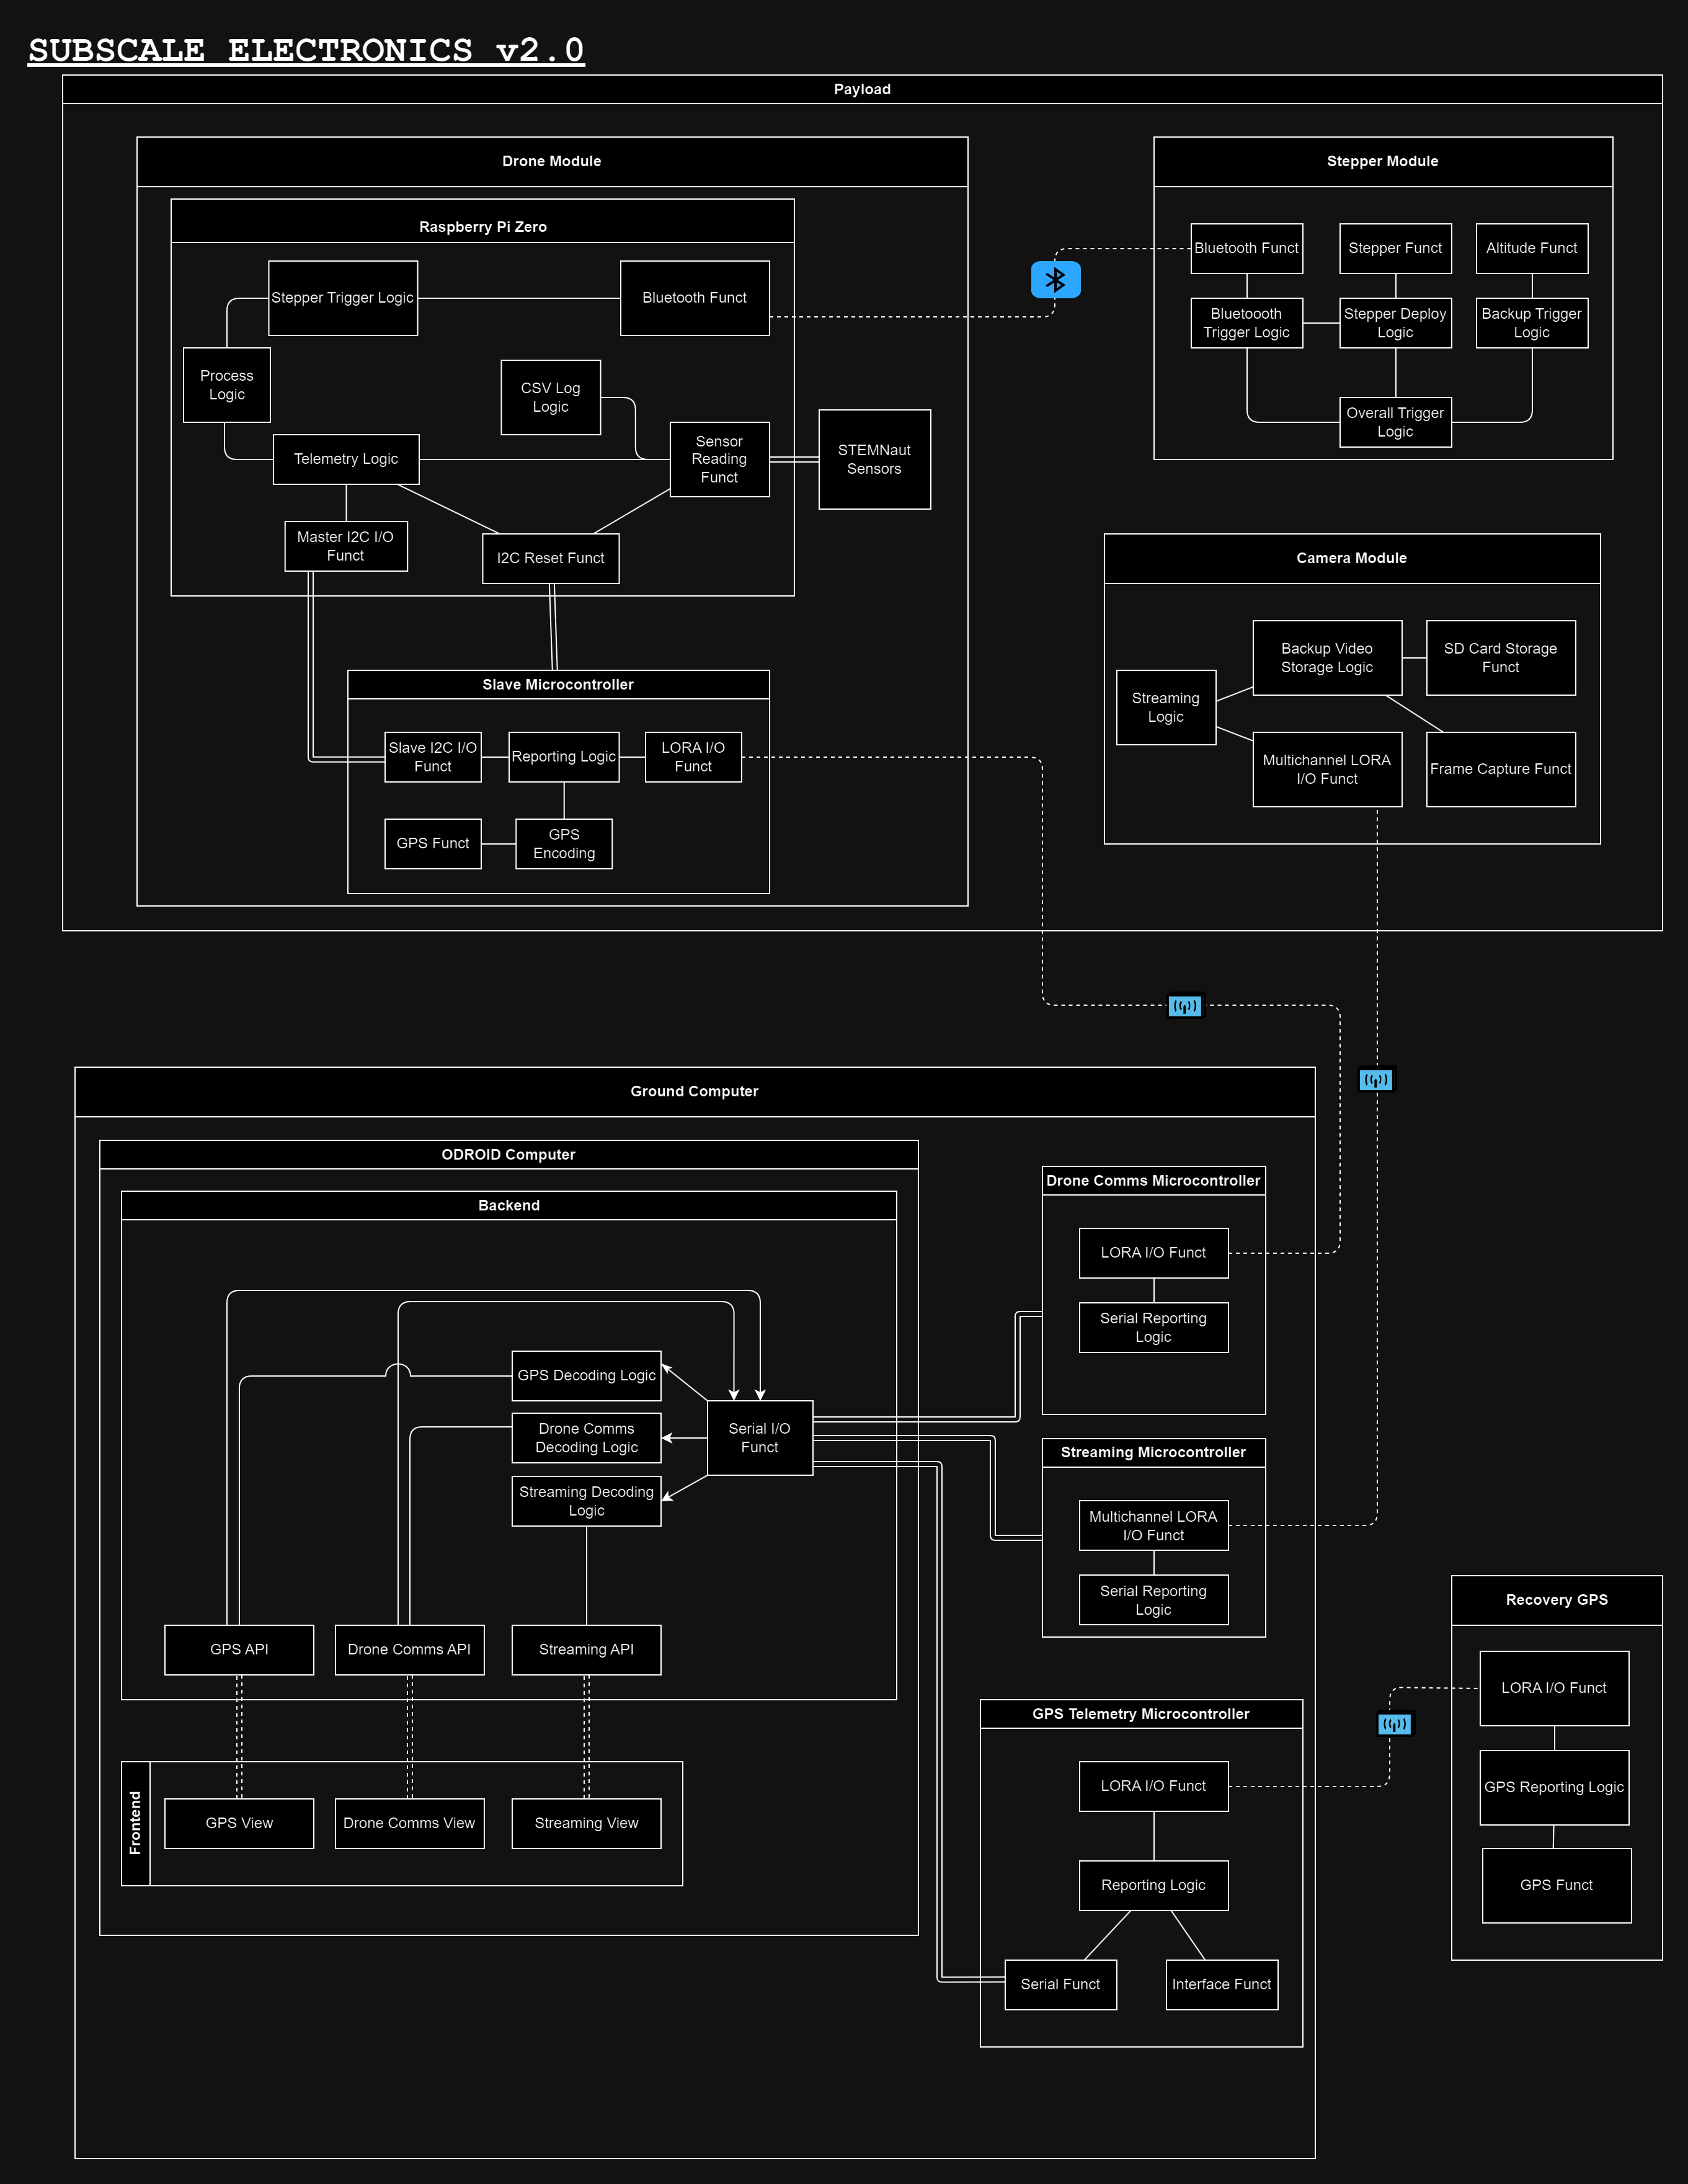 SUBSCALE ELECTRONICS v2.0
Payload
Drone Module
Raspberry Pi Zero
Stepper Trigger Logic
Bluetooth Funct
Process
Logic
CSV Log
Logic
Telemetry Logic
Sensor
Reading
Funct
STEMNaut
Sensors
Master I2C I/O
Funct
I2C Reset Funct
Slave Microcontroller
Slave I2C I/O
Funct
Reporting Logic
LORA I/O
Funct
GPS Funct
GPS
Encoding
Stepper Module
Bluetooth Funct
Stepper Funct
Altitude Funct
Bluetoooth
Trigger Logic
Stepper Deploy
Logic
Backup Trigger
Logic
Overall Trigger
Logic
Camera Module
Streaming
Logic
Backup Video
Storage Logic
SD Card Storage
Funct
Multichannel LORA
I/O Funct
Frame Capture Funct
Ground Computer
ODROID Computer
Backend
GPS Decoding Logic
Drone Comms
Decoding Logic
Streaming Decoding
Logic
Serial I/O
Funct
GPS API
Drone Comms API
Streaming API
Frontend
GPS View
Drone Comms View
Streaming View
Drone Comms Microcontroller
LORA I/O Funct
Serial Reporting
Logic
Streaming Microcontroller
Multichannel LORA
I/O Funct
Serial Reporting
Logic
GPS Telemetry Microcontroller
LORA I/O Funct
Reporting Logic
Serial Funct
Interface Funct
Recovery GPS
LORA I/O Funct
GPS Reporting Logic
GPS Funct